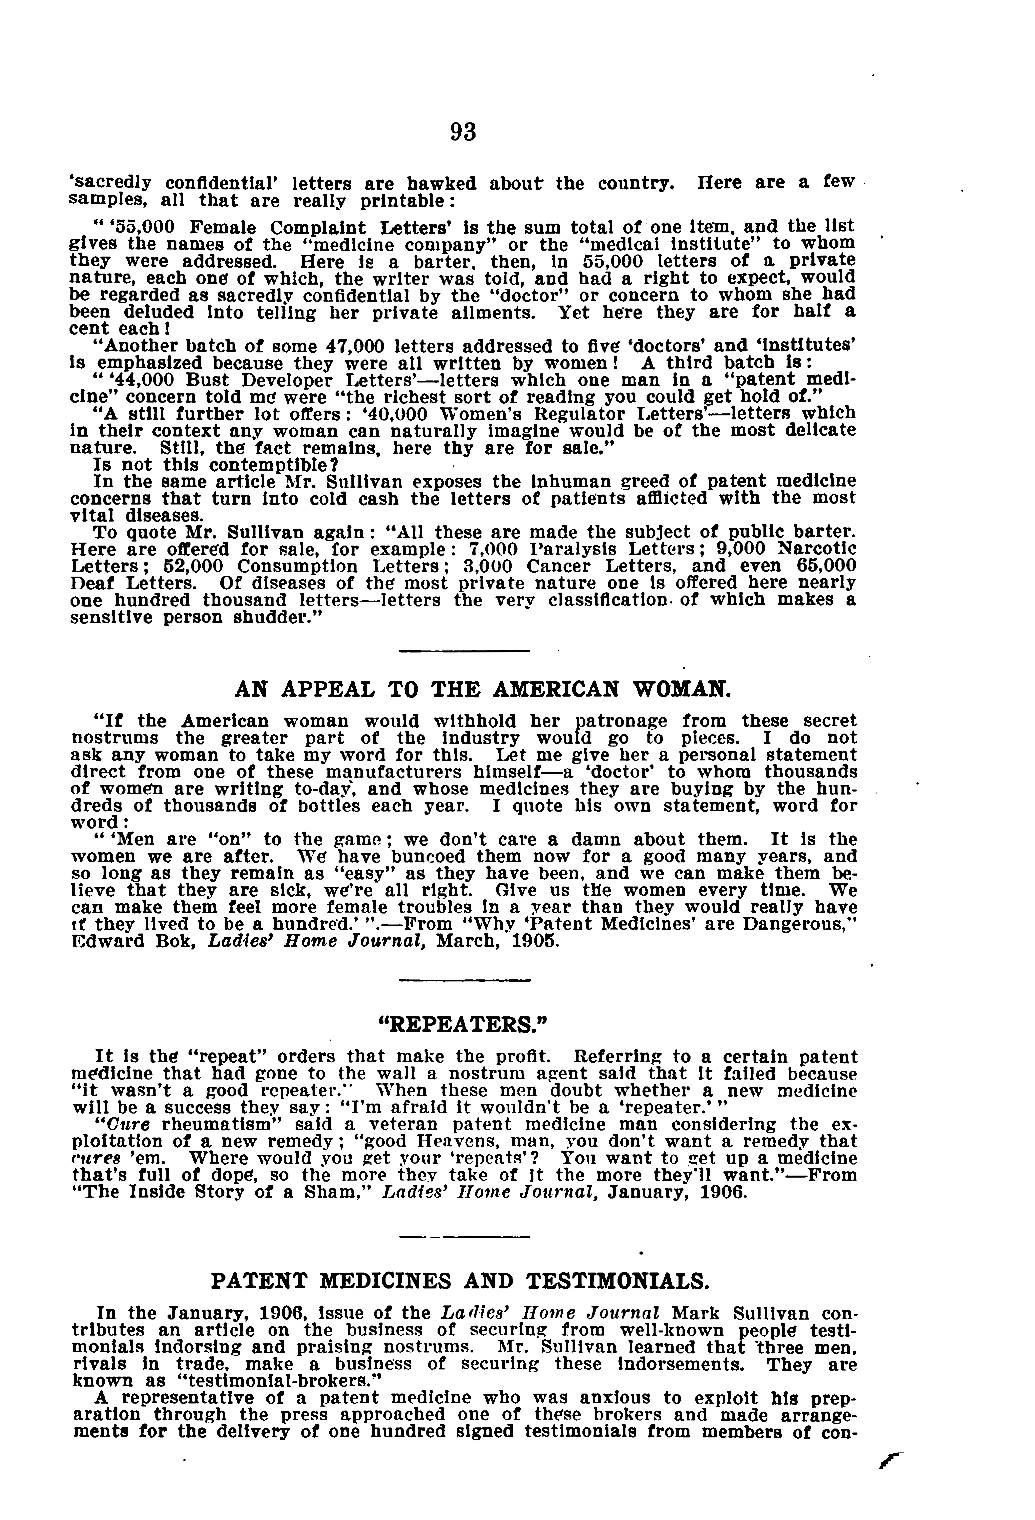 93
‘sacredly confidential’ letters are hawked about the country. Here are a few
samples, all that are really printable:
“ ‘55,000 Female Complaint Letters’ is the sum total of one item, and the list
gives the names of the “medicine company” or the “medical institute” to whom
they were addressed. Here is a barter, then, in 55,000 letters of a private
nature, each one of which, the writer was told, and had a right to expect, would
be regarded as sacredly confidential by the “doctor” or concern to whom she had
been deluded into telling her private ailments. Yet here they are for half a
cent each!
“Another batch of some 47,000 letters addressed to five ‘doctors’ and ‘institutes’
is emphasized because they were all written by women! A third batch is:
“ ‘44,000 Bust Developer Letters’—letters which one man in a “patent medi-
cine” concern told me were “the richest sort of reading you could get hold of.”
“A still further lot offers: ‘40,000 Women’s Regulator Letters’—letters which
in their context any woman can naturally imagine would be of the most delicate
nature. Still, the fact remains, here thy are for sale.”
Is not this contemptible?
In the same article Mr. Sullivan exposes the inhuman greed of patent medicine
concerns that turn into cold cash the letters of patients afflicted with the most
vital diseases.
To quote Mr. Sullivan again: “All these are made the subject of public barter.
Here are offered for sale, for example: 7,000 Paralysis Letters; 9,000 Narcotic
Letters; 52,000 Consumption Letters; 3,000 Cancer Letters, and even 65,000
Deaf Letters. Of diseases of the most private nature one is offered here nearly
one hundred thousand letters—letters the very classification of which makes a
sensitive person shudder.”
AN APPEAL TO THE AMERICAN WOMAN.
“If the American woman would withhold her patronage from these secret
nostrums the greater part of the industry would go to pieces. I do not
ask any woman to take my word for this. Let me give her a personal statement
direct from one of these manufacturers himself—a ‘doctor’ to whom thousands
of women are writing to-day, and whose medicines they are buying by the hun-
dreds of thousands of bottles each year. I quote his own statement, word for
word:
“ ‘Men are “on” to the game; we don’t care a damn about them. It is the
women we are after. We have buncoed them now for a good many years, and
so long as they remain as “easy” as they have been, and we can make them be-
lieve that they are sick, we’re all right. Give us the women every time. We
can make them feel more female troubles in a year than they would really have
if they lived to be a hundred.’ ”.—From “Why ‘Patent Medicines’ are Dangerous,”
Edward Bok, Ladies’ Home Journal, March, 1905.
“REPEATERS.”
It is the “repeat” orders that make the profit. Referring to a certain patent
medicine that had gone to the wall a nostrum agent said that it failed because
“it wasn’t a good repeater.” When these men doubt whether a new medicine
will be a success they say: “I’m afraid it wouldn’t be a ‘repeater.’ ”
“Cure rheumatism” said a veteran patent medicine man considering the ex-
ploitation of a new remedy; “good Heavens, man, you don’t want a remedy that
cures ’em. Where would you get your ‘repeats’? You want to get up a medicine
that’s full of dope, so the more they take of it the more they’ll want.”—From
“The Inside Story of a Sham,” Ladies’ Home Journal, January, 1906.
PATENT MEDICINES AND TESTIMONIALS.
In the January, 1906, issue of the Ladies’ Home Journal Mark Sullivan con-
tributes an article on the business of securing from well-known people testi-
monials indorsing and praising nostrums. Mr. Sullivan learned that three men,
rivals in trade, make a business of securing these indorsements. They are
known as “testimonial-brokers.”
A representative of a patent medicine who was anxious to exploit his prep-
aration through the press approached one of these brokers and made arrange-
ments for the delivery of one hundred signed testimonials from members of con-